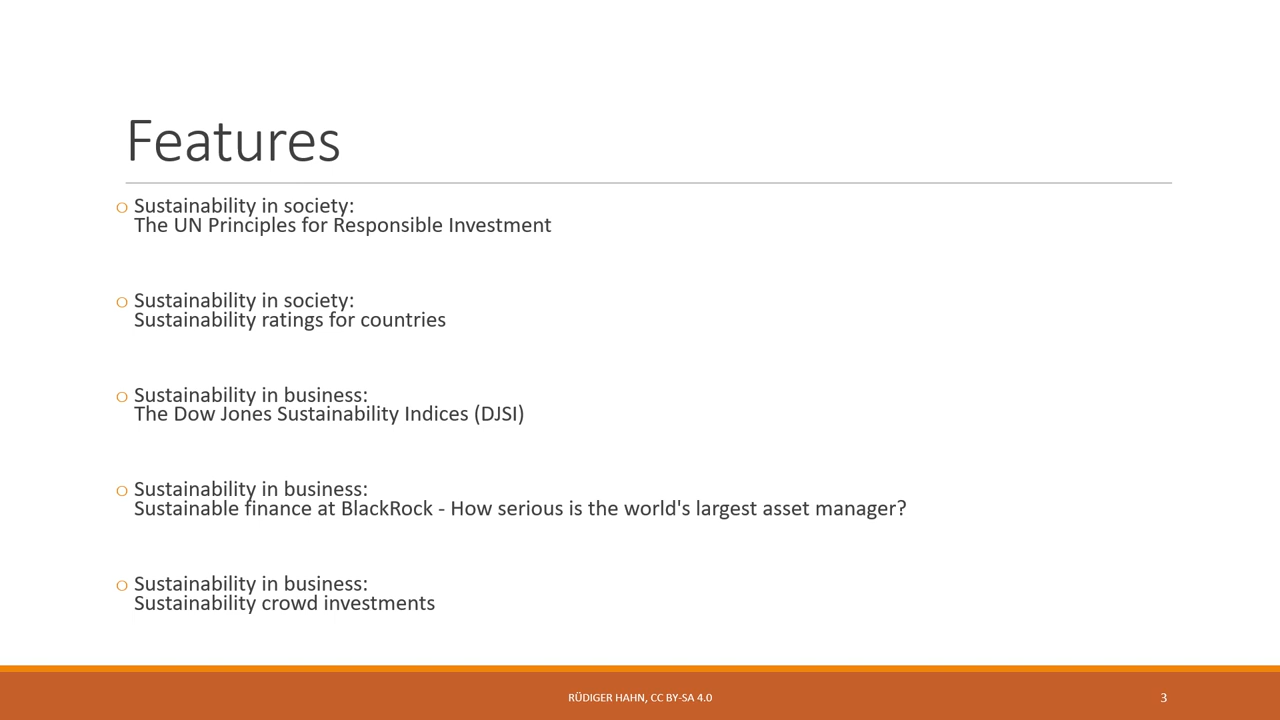 Features
o Sustainability in society:
The UN Principles for Responsible Investment
o Sustainability in society:
Sustainability ratings for countries
o Sustainability in business:
The Dow Jones Sustainability Indices (DJSI)
o Sustainability in business:
Sustainable finance at BlackRock - How serious is the world's largest asset manager?
o Sustainability in business:
Sustainability crowd investments
RÜDIGER HAHN, CC BY-SA 4.0
3